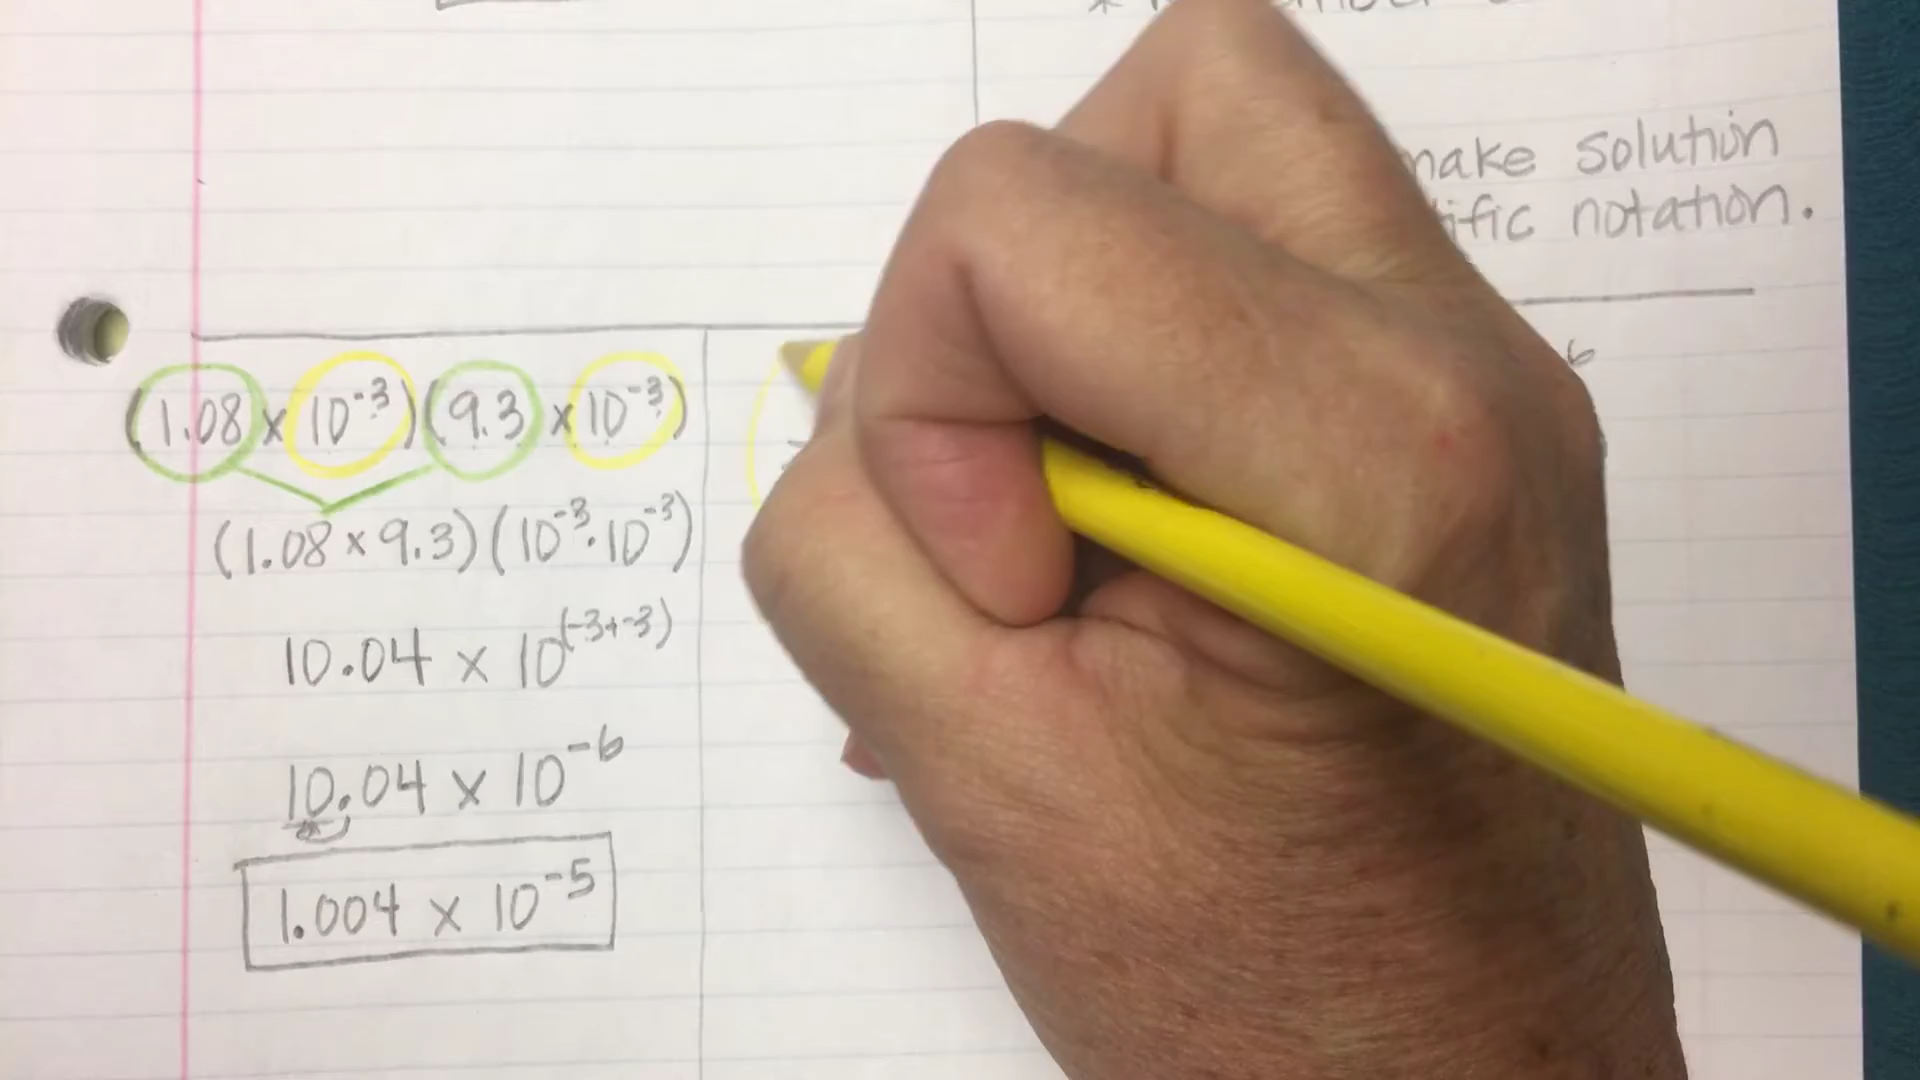 make solution
notation.
(1.08 × 10⁻³)(9.3 × 10⁻³)
(1.08 × 9.3)(10⁻³·10⁻³)
10.04 × 10⁽⁻³⁺⁻³⁾
10.04 × 10⁻⁶
1.004 × 10⁻⁵
6